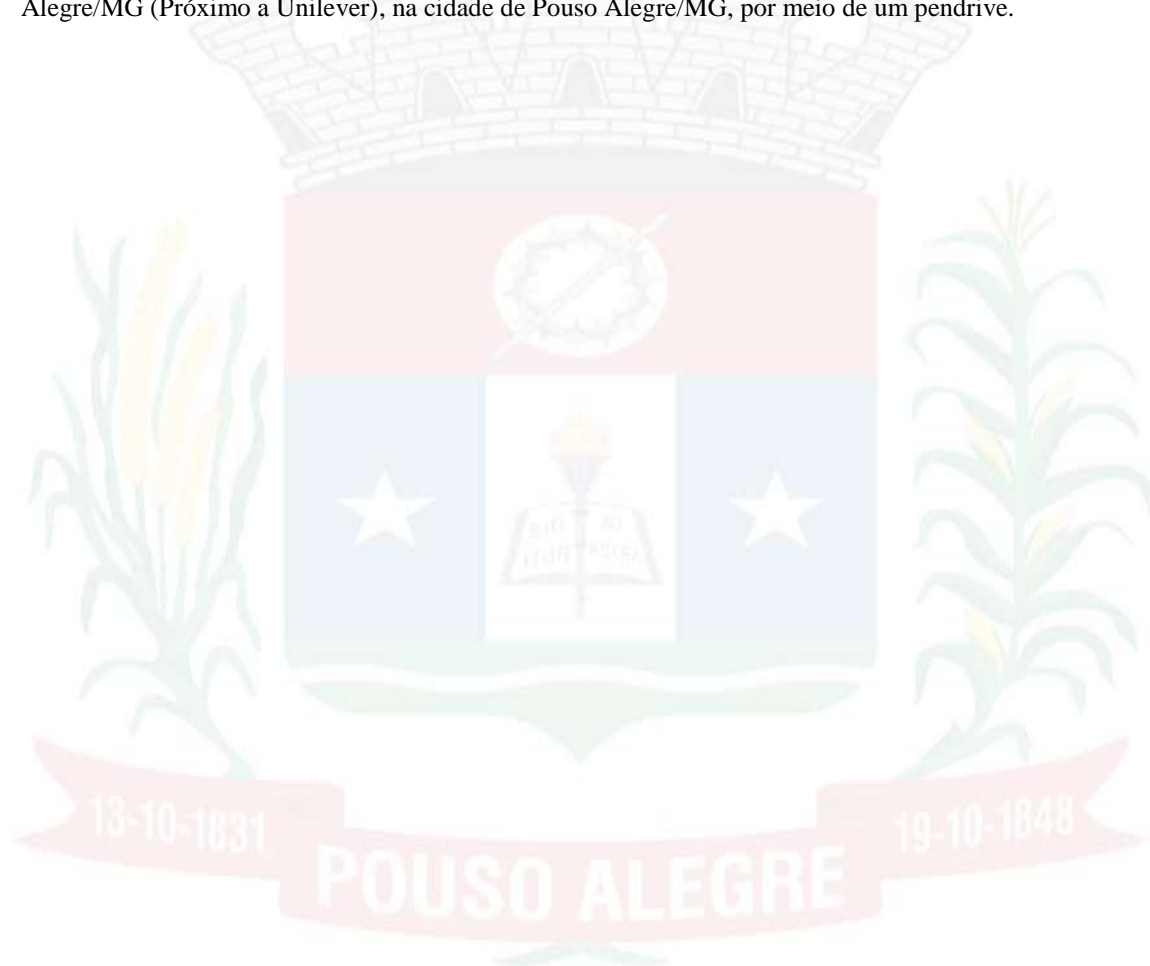 Alegre/MG (Próximo a Unilever), na cidade de Pouso Alegre/MG, por meio de um pendrive.
13-10-1831
19-10-1848
POUSO ALEGRE